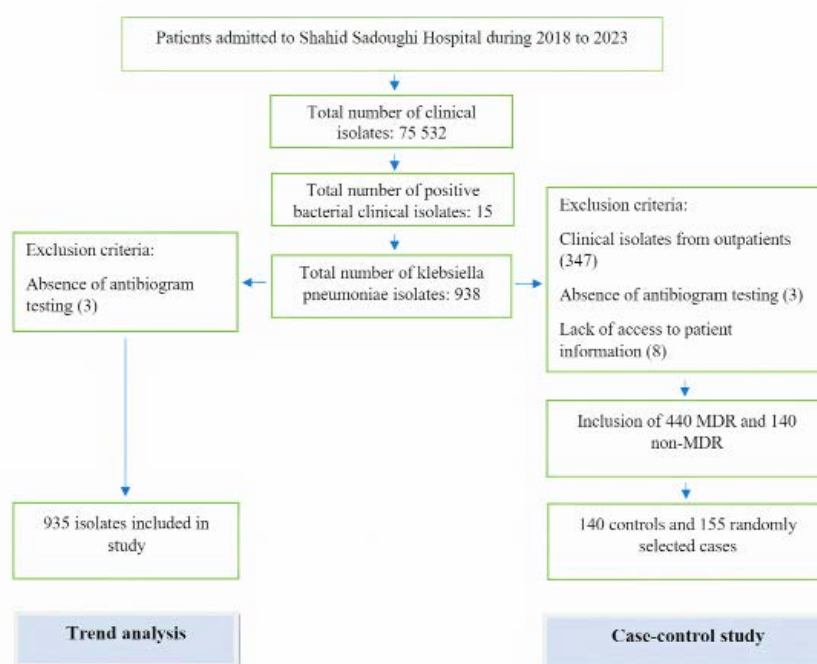 Patients admitted to Shahid Sadoughi Hospital during 2018 to 2023
Total number of clinical
isolates: 75 532
Total number of positive
bacterial clinical isolates: 15
Exclusion criteria:
Absence of antibiogram
testing (3)
Total number of klebsiella
pneumoniae isolates: 938
Exclusion criteria:
Clinical isolates from outpatients
(347)
Absence of antibiogram testing (3)
Lack of access to patient
information (8)
Inclusion of 440 MDR and 140
non-MDR
935 isolates included in
study
140 controls and 155 randomly
selected cases
Trend analysis
Case-control study